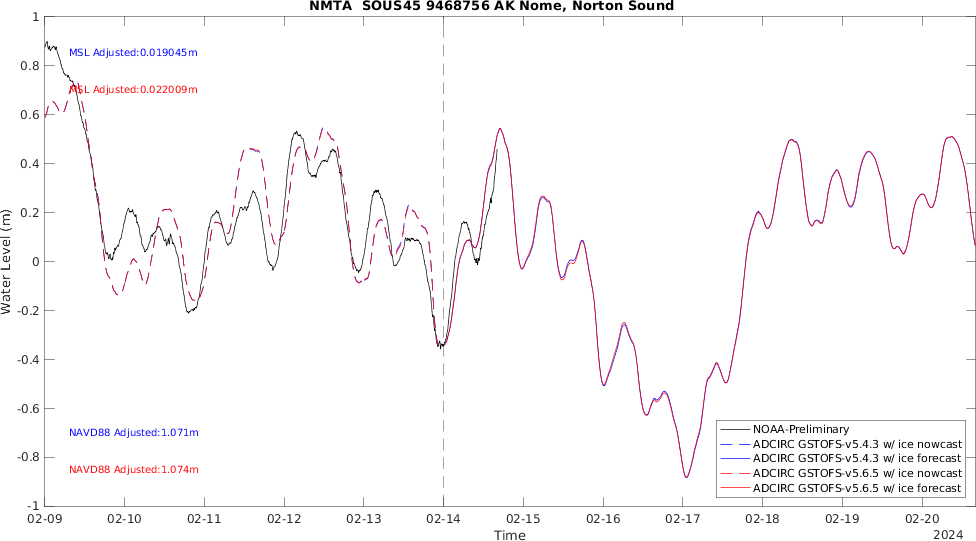 NMTA SOUS45 9468756 AK Nome, Norton Sound
1
0.8
0.6
0.4
0.2
0
-0.2
-0.4
-0.6
-0.8
-1
Water Level (m)
MSL Adjusted:0.019045m
MSL Adjusted:0.022009m
NAVD88 Adjusted:1.071m
NAVD88 Adjusted:1.074m
NOAA-Preliminary
ADCIRC GSTOFS-v5.4.3 w/ ice nowcast
ADCIRC GSTOFS-v5.4.3 w/ ice forecast
ADCIRC GSTOFS-v5.6.5 w/ ice nowcast
ADCIRC GSTOFS-v5.6.5 w/ ice forecast
02-09 02-10 02-11 02-12 02-13 02-14 02-15 02-16 02-17 02-18 02-19 02-20
Time
2024